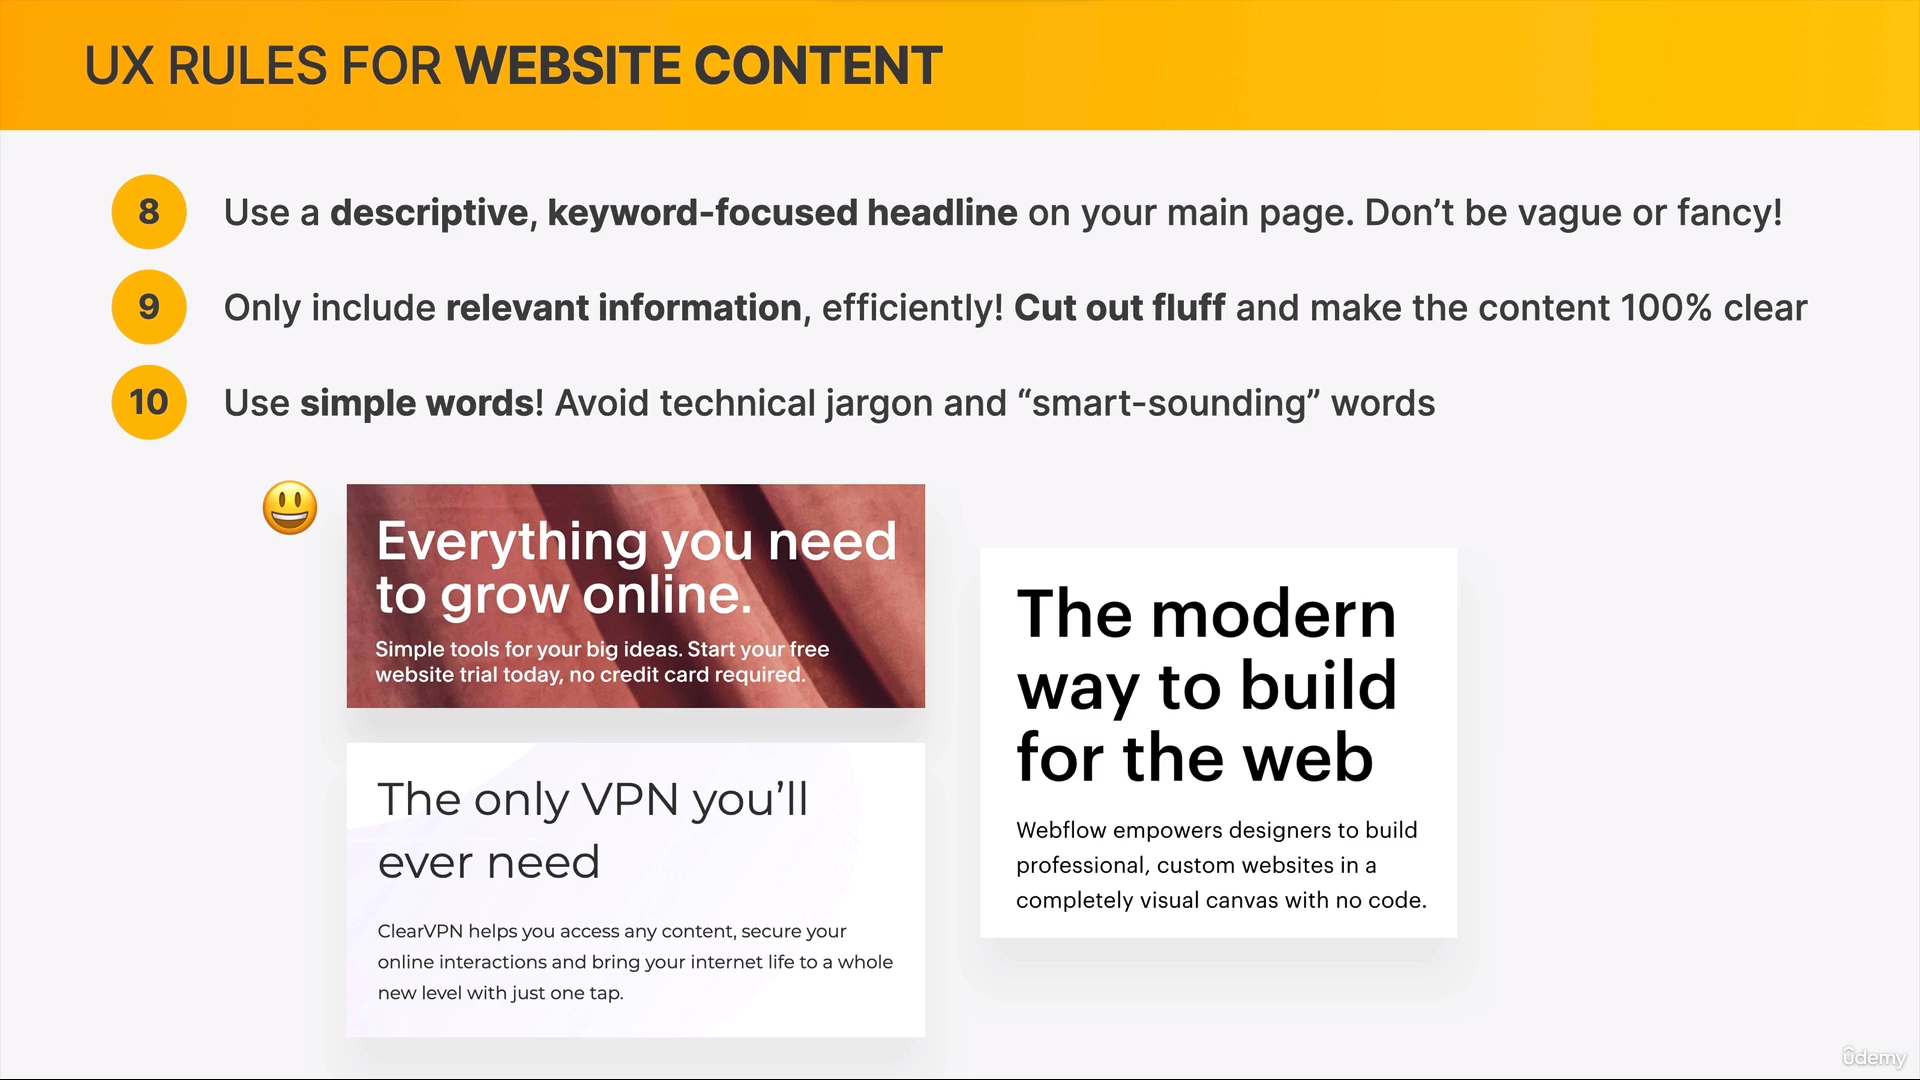 UX RULES FOR WEBSITE CONTENT
8 Use a descriptive, keyword-focused headline on your main page. Don’t be vague or fancy!
9 Only include relevant information, efficiently! Cut out fluff and make the content 100% clear
10 Use simple words! Avoid technical jargon and “smart-sounding” words
Everything you need
to grow online.
Simple tools for your big ideas. Start your free
website trial today, no credit card required.
The only VPN you’ll
ever need
ClearVPN helps you access any content, secure your
online interactions and bring your internet life to a whole
new level with just one tap.
The modern
way to build
for the web
Webflow empowers designers to build
professional, custom websites in a
completely visual canvas with no code.
ûdemy